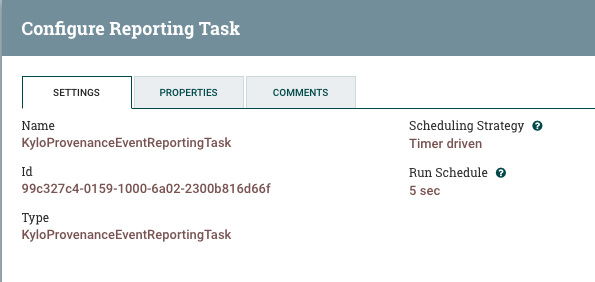 Configure Reporting Task
SETTINGS
PROPERTIES
COMMENTS
Name
KyloProvenanceEventReportingTask
Id
99c327c4-0159-1000-6a02-2300b816d66f
Type
KyloProvenanceEventReportingTask
Scheduling Strategy ?
Timer driven
Run Schedule ?
5 sec